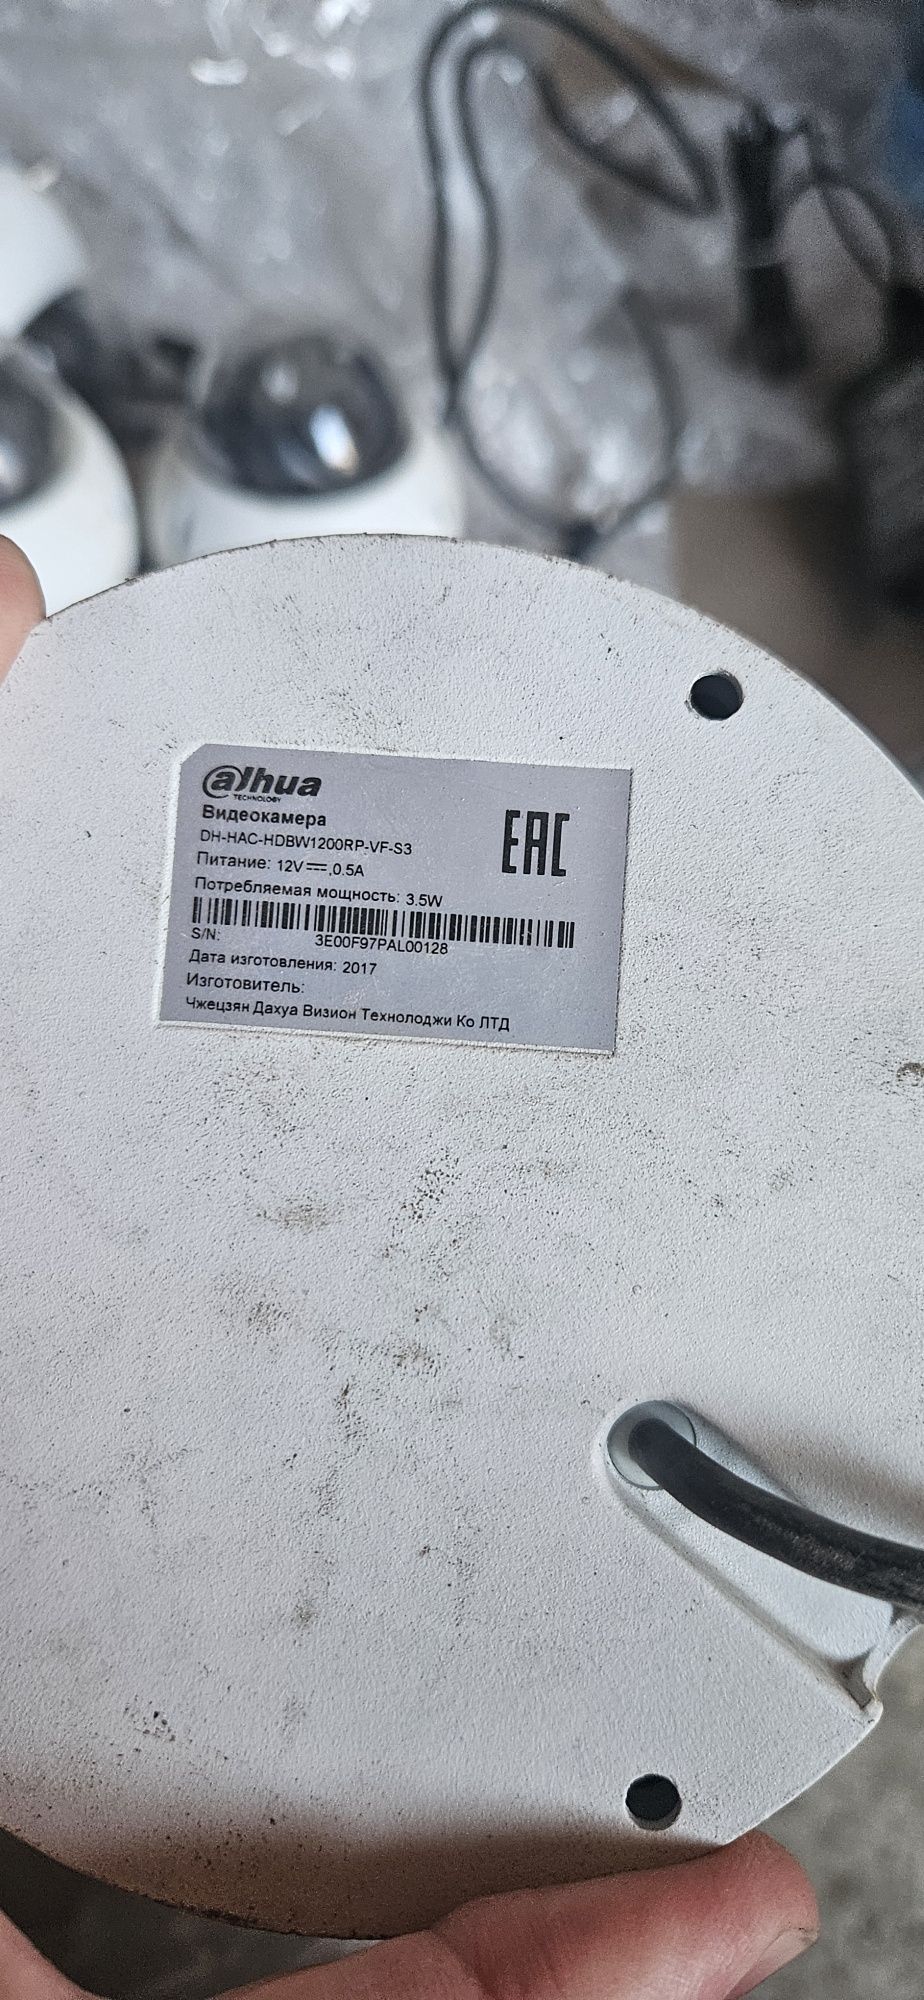 alhua
TECHNOLOGY
Видеокамера
DH-HAC-HDBW1200RP-VF-S3
EAC
Питание: 12V⎓,0.5A
Потребляемая мощность: 3.5W
S/N: 3E00F97PAL00128
Дата изготовления: 2017
Изготовитель:
Чжецзян Дахуа Визион Технолоджи Ко ЛТД